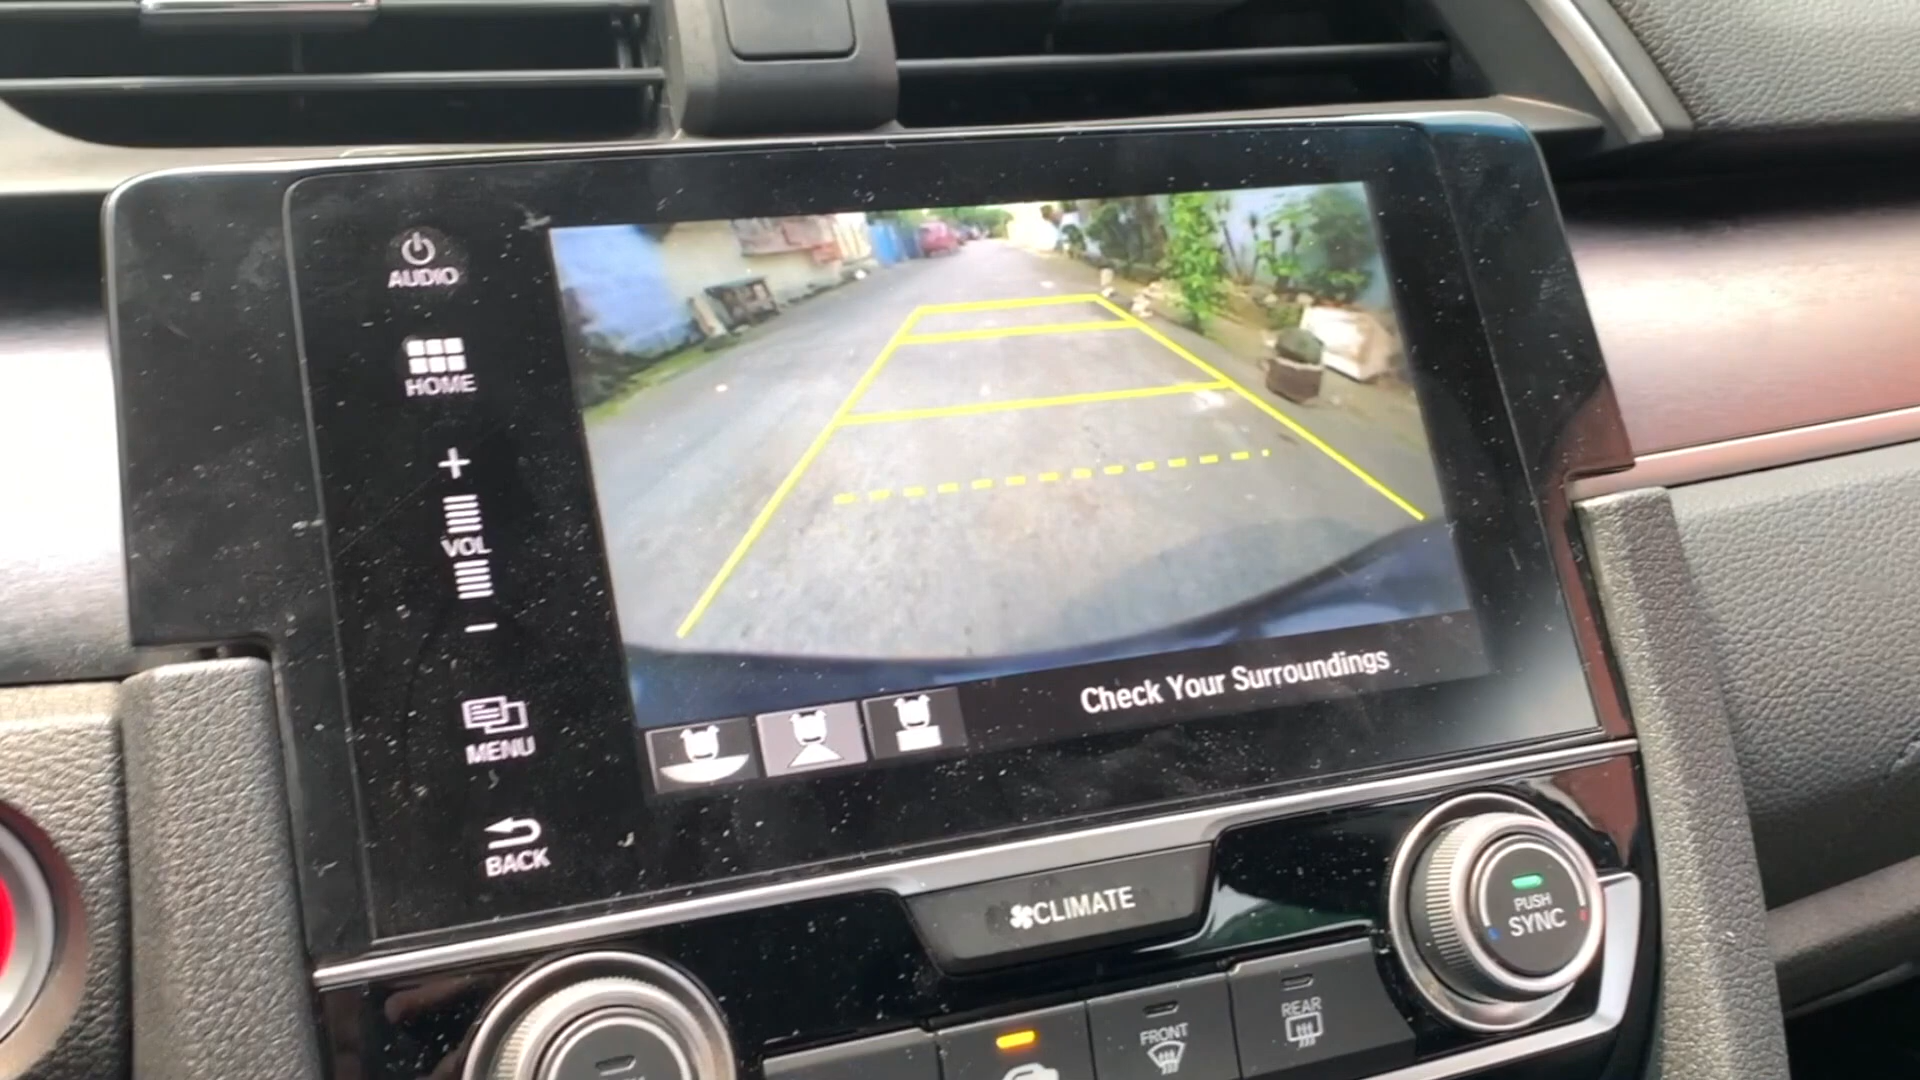 AUDIO
HOME
+
VOL
-
MENU
BACK
Check Your Surroundings
CLIMATE
PUSH
SYNC
FRONT
REAR